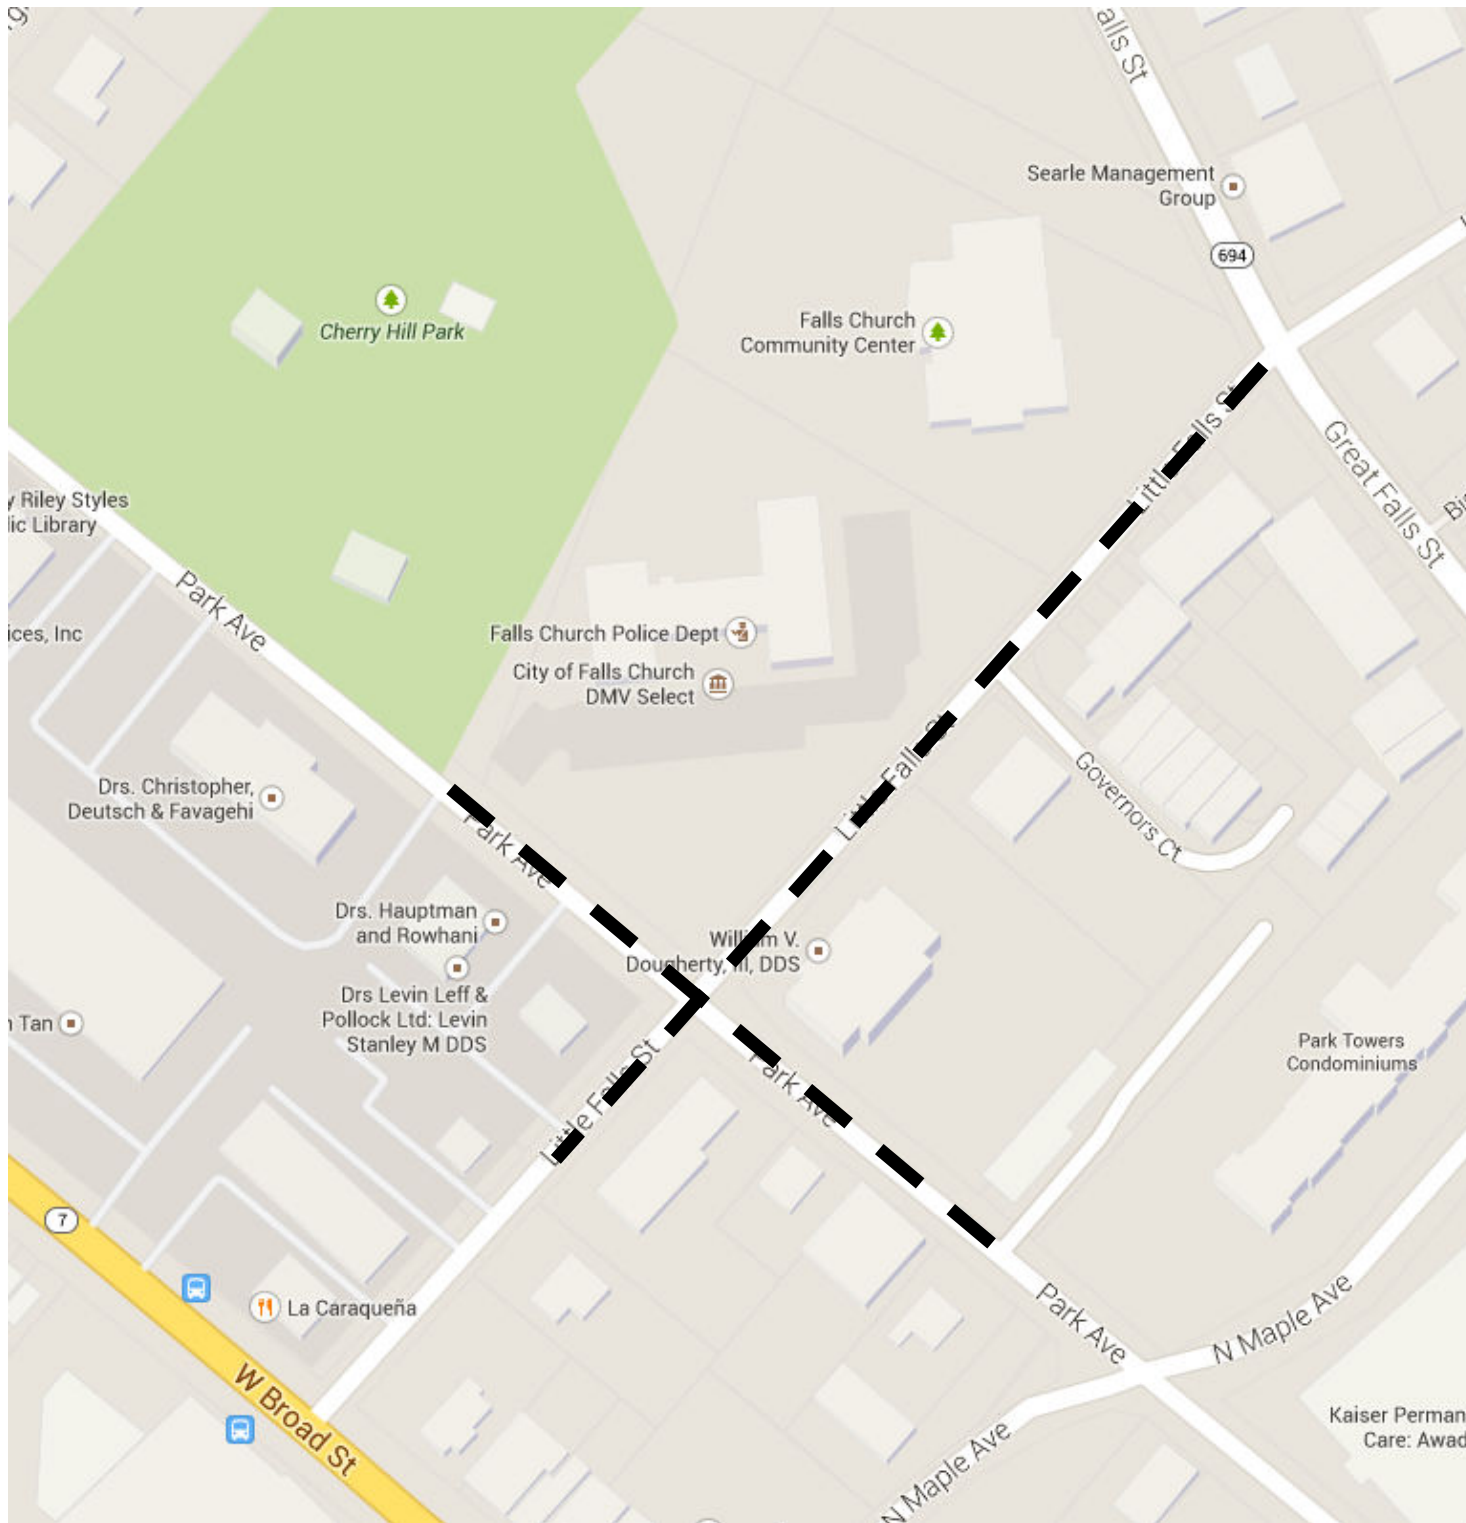 alls St
Searle Management
Group
694
Cherry Hill Park
Falls Church
Community Center
Little Falls St
Great Falls St
y Riley Styles
lic Library
Park Ave
ices, Inc
Falls Church Police Dept
City of Falls Church
DMV Select
Little Falls St
Governors Ct
Drs. Christopher,
Deutsch & Favagehi
Park Ave
Drs. Hauptman
and Rowhani
William V.
Dougherty, III, DDS
Drs Levin Leff &
Pollock Ltd: Levin
Stanley M DDS
n Tan
Little Falls St
Park Ave
Park Towers
Condominiums
7
La Caraqueña
Park Ave
N Maple Ave
W Broad St
N Maple Ave
Kaiser Perman
Care: Awad